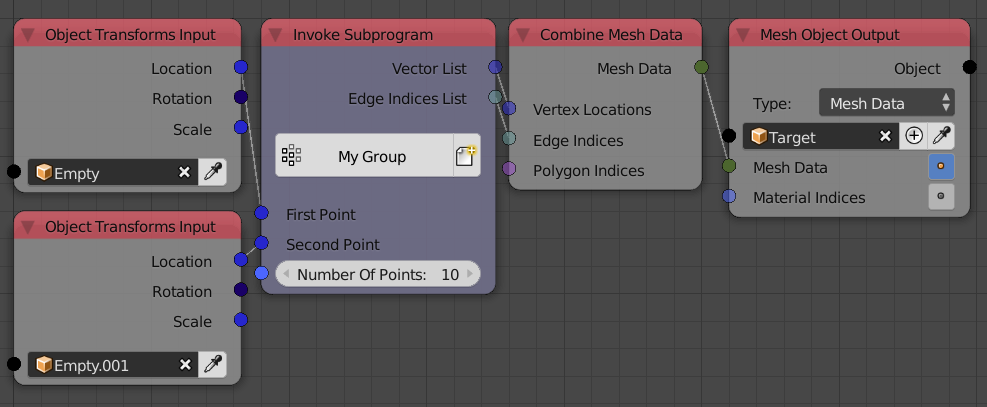 Object Transforms Input
Location
Rotation
Scale
Empty
Object Transforms Input
Location
Rotation
Scale
Empty.001
Invoke Subprogram
Vector List
Edge Indices List
My Group
First Point
Second Point
Number Of Points: 10
Combine Mesh Data
Mesh Data
Vertex Locations
Edge Indices
Polygon Indices
Mesh Object Output
Object
Type: Mesh Data
Target
Mesh Data
Material Indices